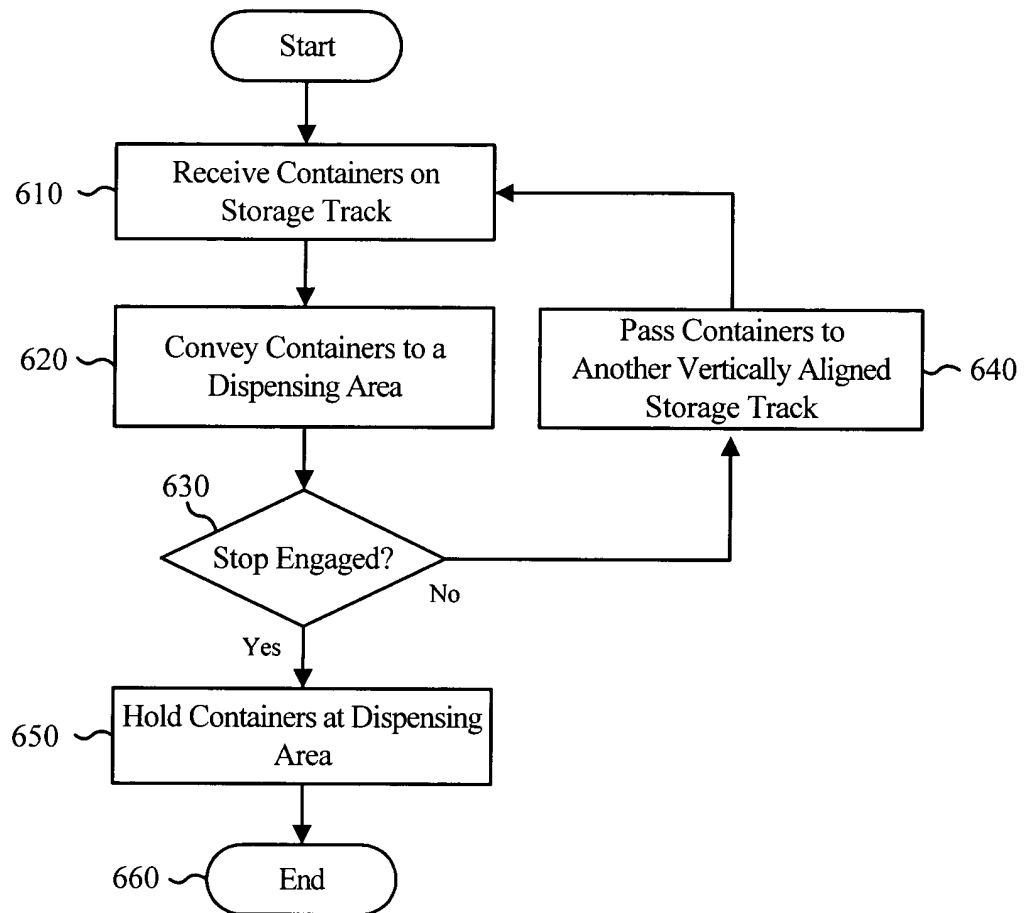 Start
610
Receive Containers on
Storage Track
620
Convey Containers to a
Dispensing Area
Pass Containers to
Another Vertically Aligned
Storage Track
640
630
Stop Engaged?
No
Yes
650
Hold Containers at Dispensing
Area
660
End